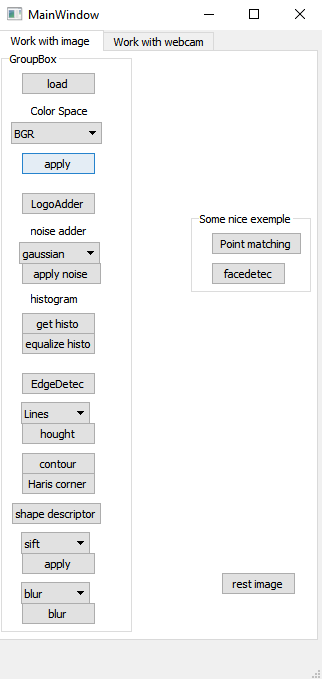 MainWindow
Work with image
Work with webcam
GroupBox
load
Color Space
BGR
apply
LogoAdder
noise adder
gaussian
apply noise
histogram
get histo
equalize histo
EdgeDetec
Lines
hought
contour
Haris corner
shape descriptor
sift
apply
blur
blur
Some nice exemple
Point matching
facedetec
rest image